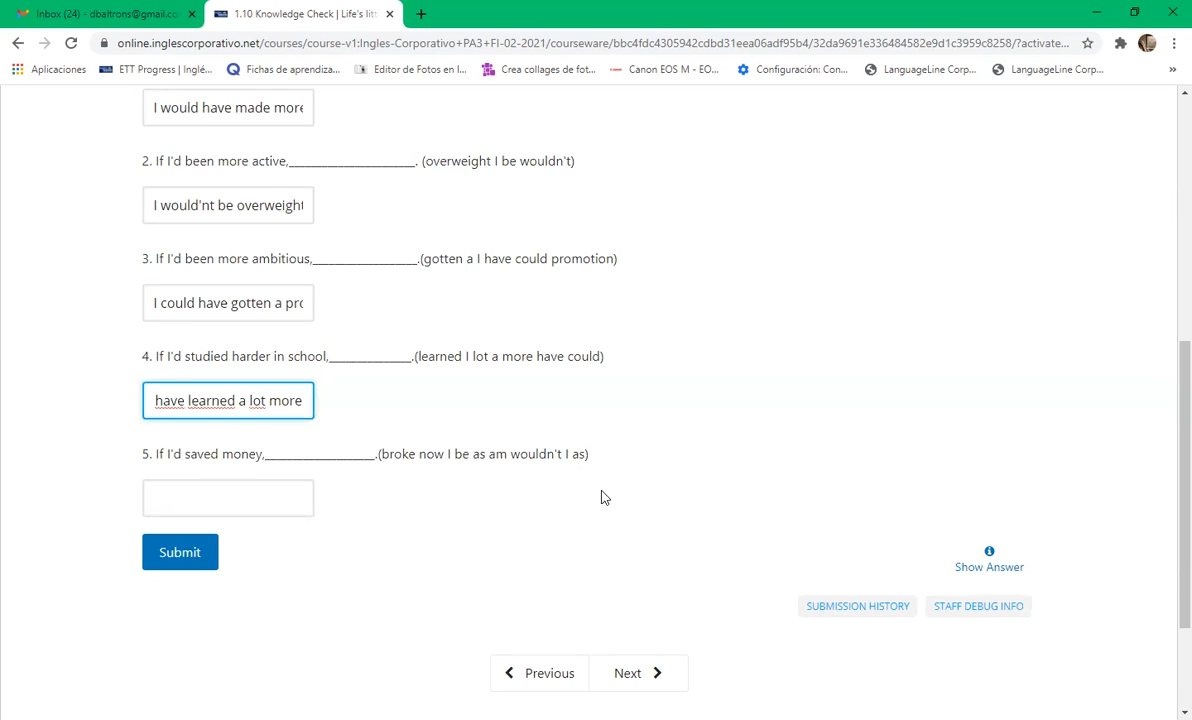 Inbox (24) - dbaltrons@gmail.co
1.10 Knowledge Check | Life's litt
online.inglescorporativo.net/courses/course-v1:Ingles-Corporativo+PA3+FI-02-2021/courseware/bbc4fdc4305942cdbd31eea06adf95b4/32da9691e336484582e9d1c3959c8258/?activate...
Aplicaciones
ETT Progress | Inglé...
Fichas de aprendiza...
Editor de Fotos en l...
Crea collages de fot...
Canon EOS M - EO...
Configuración: Con...
LanguageLine Corp...
LanguageLine Corp...
»
I would have made more
2. If I'd been more active,______________________. (overweight I be wouldn't)
I would'nt be overweight
3. If I'd been more ambitious,__________________.(gotten a I have could promotion)
I could have gotten a pro
4. If I'd studied harder in school,______________.(learned I lot a more have could)
have learned a lot more
5. If I'd saved money,___________________.(broke now I be as am wouldn't I as)
Submit
Show Answer
SUBMISSION HISTORY
STAFF DEBUG INFO
Previous
Next